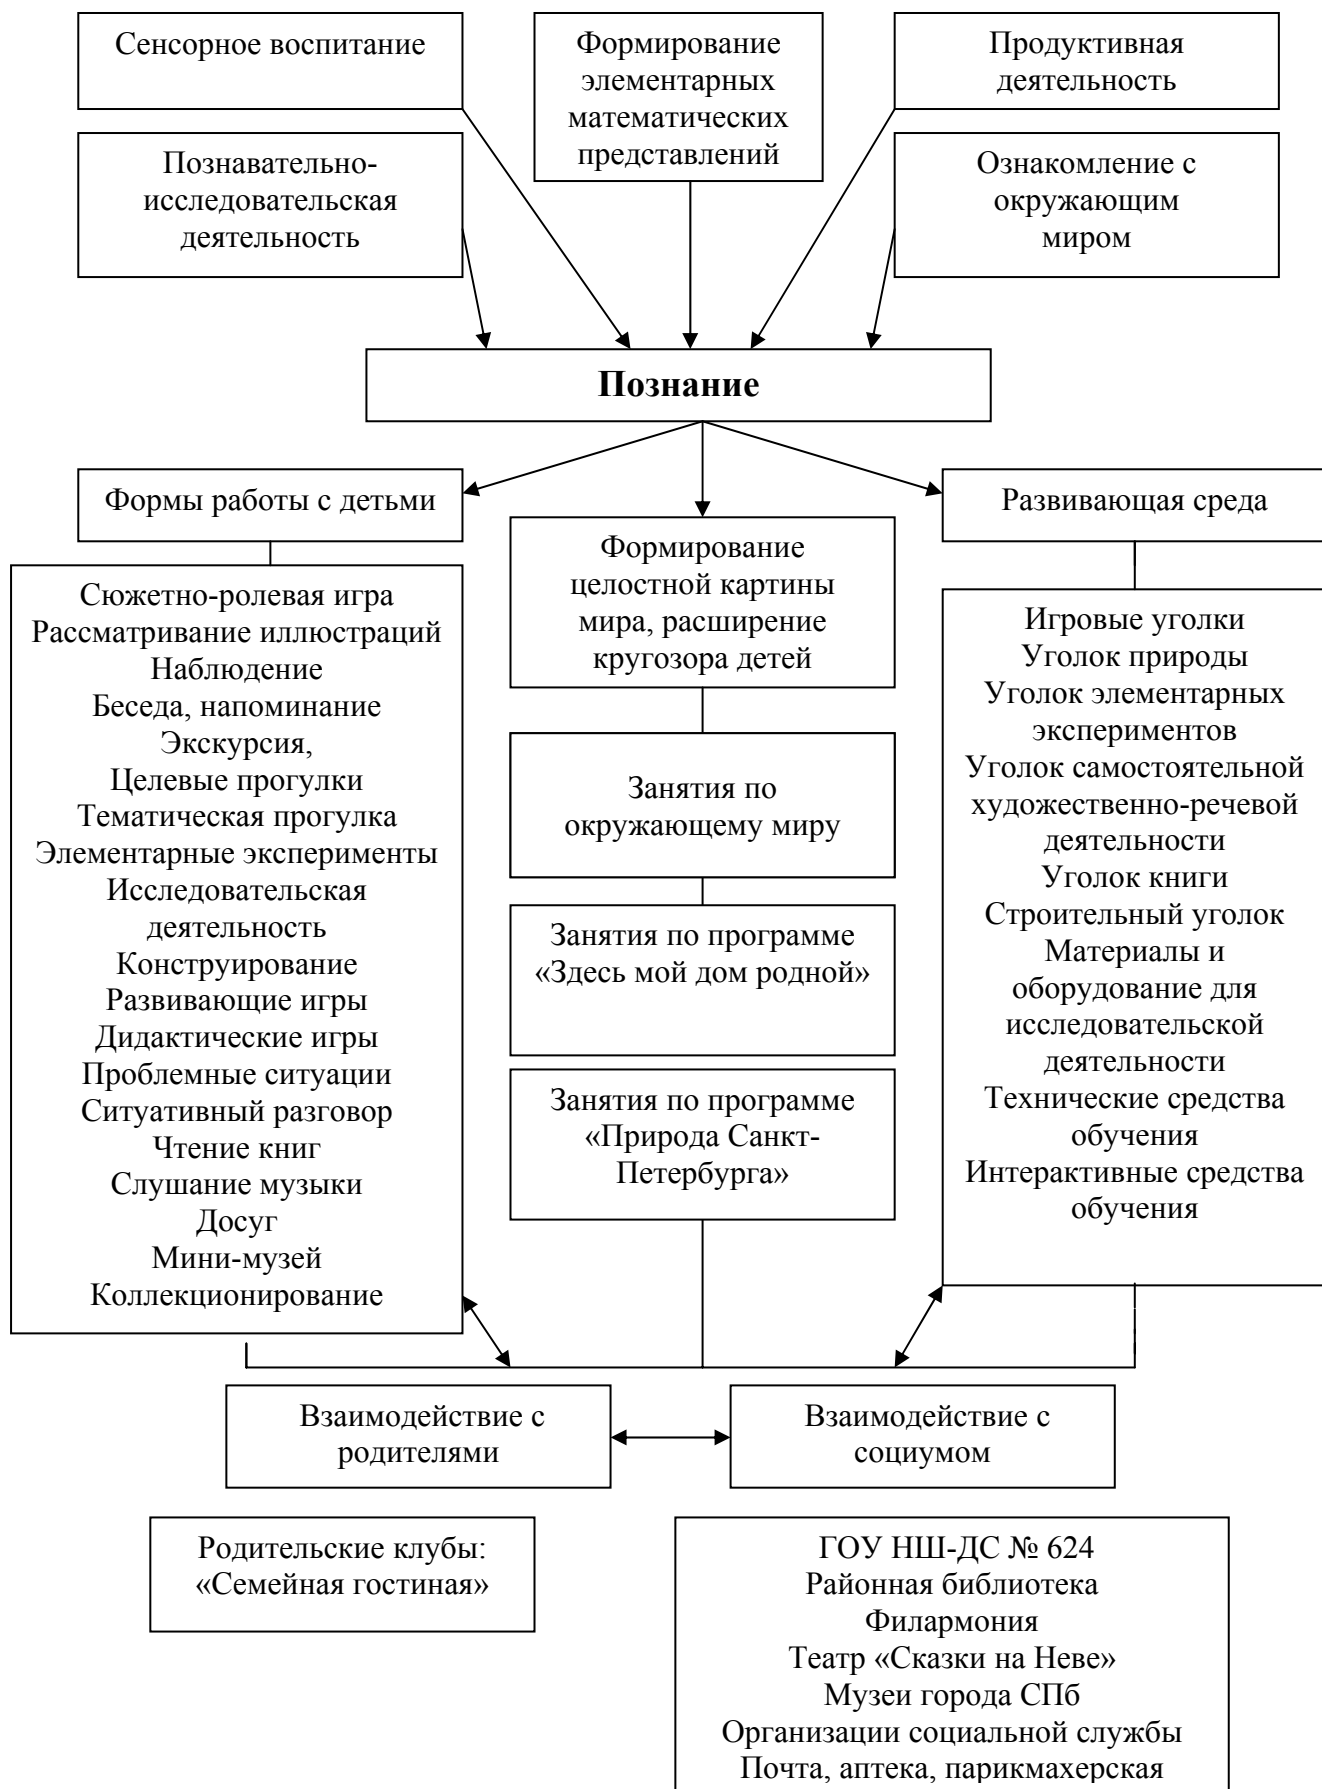 Сенсорное воспитание
Формирование
элементарных
математических
представлений
Продуктивная
деятельность
Познавательно-
исследовательская
деятельность
Ознакомление с
окружающим
миром
Познание
Формы работы с детьми
Сюжетно-ролевая игра
Рассматривание иллюстраций
Наблюдение
Беседа, напоминание
Экскурсия,
Целевые прогулки
Тематическая прогулка
Элементарные эксперименты
Исследовательская
деятельность
Конструирование
Развивающие игры
Дидактические игры
Проблемные ситуации
Ситуативный разговор
Чтение книг
Слушание музыки
Досуг
Мини-музей
Коллекционирование
Формирование
целостной картины
мира, расширение
кругозора детей
Занятия по
окружающему миру
Занятия по программе
«Здесь мой дом родной»
Занятия по программе
«Природа Санкт-
Петербурга»
Развивающая среда
Игровые уголки
Уголок природы
Уголок элементарных
экспериментов
Уголок самостоятельной
художественно-речевой
деятельности
Уголок книги
Строительный уголок
Материалы и
оборудование для
исследовательской
деятельности
Технические средства
обучения
Интерактивные средства
обучения
Взаимодействие с
родителями
Взаимодействие с
социумом
Родительские клубы:
«Семейная гостиная»
ГОУ НШ-ДС № 624
Районная библиотека
Филармония
Театр «Сказки на Неве»
Музеи города СПб
Организации социальной службы
Почта, аптека, парикмахерская